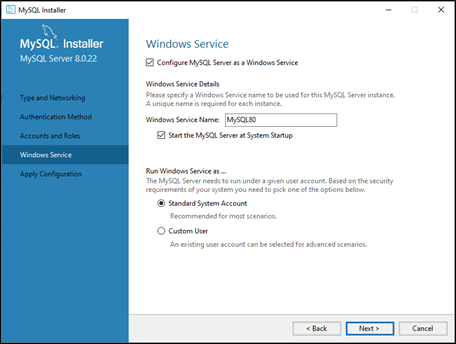 MySQL Installer
MySQL. Installer
MySQL Server 8.0.22
Type and Networking
Authentication Method
Accounts and Roles
Windows Service
Apply Configuration
Windows Service
Configure MySQL Server as a Windows Service
Windows Service Details
Please specify a Windows Service name to be used for this MySQL Server instance.
A unique name is required for each instance.
Windows Service Name: MySQL80
Start the MySQL Server at System Startup
Run Windows Service as ...
The MySQL Server needs to run under a given user account. Based on the security
requirements of your system you need to pick one of the options below.
Standard System Account
Recommended for most scenarios.
Custom User
An existing user account can be selected for advanced scenarios.
< Back
Next >
Cancel